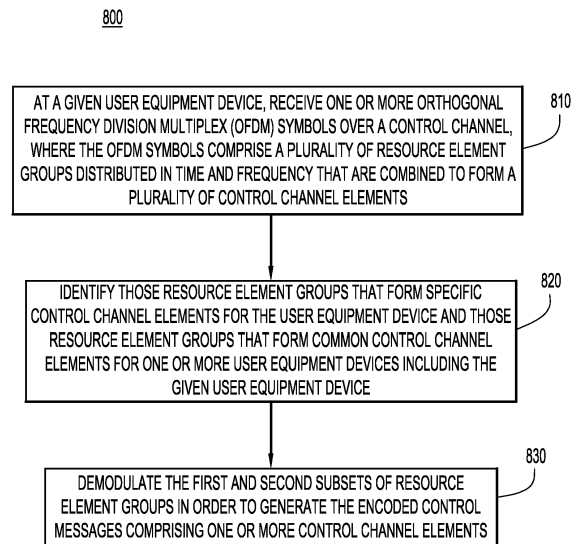 800
AT A GIVEN USER EQUIPMENT DEVICE, RECEIVE ONE OR MORE ORTHOGONAL
FREQUENCY DIVISION MULTIPLEX (OFDM) SYMBOLS OVER A CONTROL CHANNEL,
WHERE THE OFDM SYMBOLS COMPRISE A PLURALITY OF RESOURCE ELEMENT
GROUPS DISTRIBUTED IN TIME AND FREQUENCY THAT ARE COMBINED TO FORM A
PLURALITY OF CONTROL CHANNEL ELEMENTS
810
IDENTIFY THOSE RESOURCE ELEMENT GROUPS THAT FORM SPECIFIC
CONTROL CHANNEL ELEMENTS FOR THE USER EQUIPMENT DEVICE AND THOSE
RESOURCE ELEMENT GROUPS THAT FORM COMMON CONTROL CHANNEL
ELEMENTS FOR ONE OR MORE USER EQUIPMENT DEVICES INCLUDING THE
GIVEN USER EQUIPMENT DEVICE
820
DEMODULATE THE FIRST AND SECOND SUBSETS OF RESOURCE
ELEMENT GROUPS IN ORDER TO GENERATE THE ENCODED CONTROL
MESSAGES COMPRISING ONE OR MORE CONTROL CHANNEL ELEMENTS
830